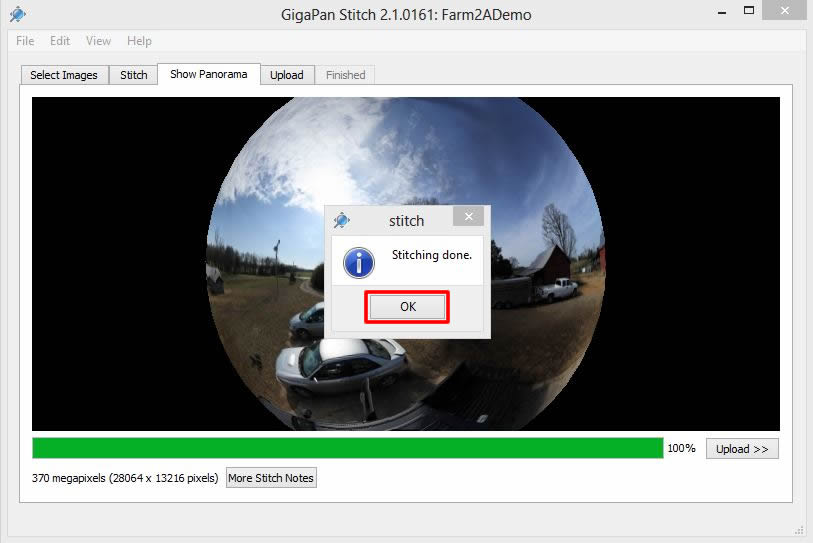 GigaPan Stitch 2.1.0161: Farm2ADemo
File Edit View Help
Select Images Stitch Show Panorama Upload Finished
stitch
Stitching done.
OK
100% Upload >>
370 megapixels (28064 x 13216 pixels) More Stitch Notes